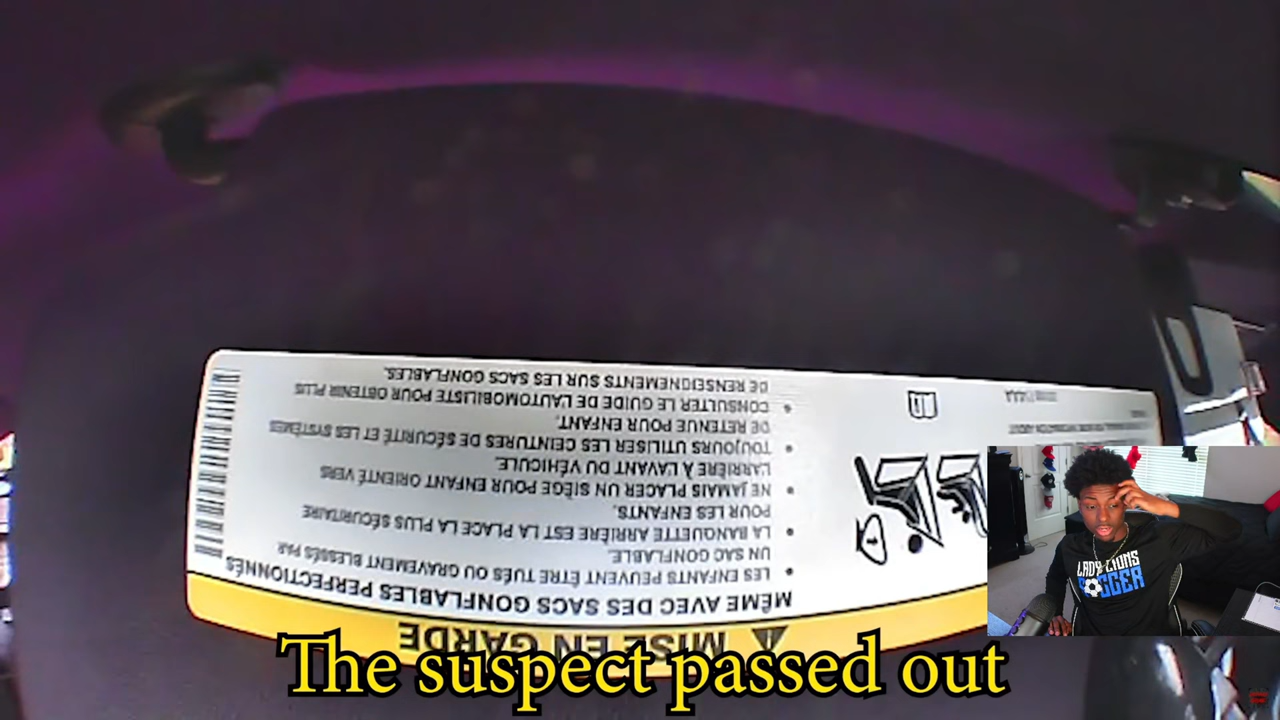 MISE EN GARDE
MÊME AVEC DES SACS GONFLABLES PERFECTIONNÉS
• LES ENFANTS PEUVENT ÊTRE TUÉS OU GRAVEMENT BLESSÉS PAR
UN SAC GONFLABLE.
• LA BANQUETTE ARRIÈRE EST LA PLACE LA PLUS SÉCURITAIRE
POUR LES ENFANTS.
• NE JAMAIS PLACER UN SIÈGE POUR ENFANT ORIENTÉ VERS
L'ARRIÈRE À L'AVANT DU VÉHICULE.
• TOUJOURS UTILISER LES CEINTURES DE SÉCURITÉ ET LES SYSTÈMES
DE RETENUE POUR ENFANT.
• CONSULTER LE GUIDE DE L'AUTOMOBILISTE POUR OBTENIR PLUS
DE RENSEIGNEMENTS SUR LES SACS GONFLABLES.
LADY LIONS
SOCCER
The suspect passed out